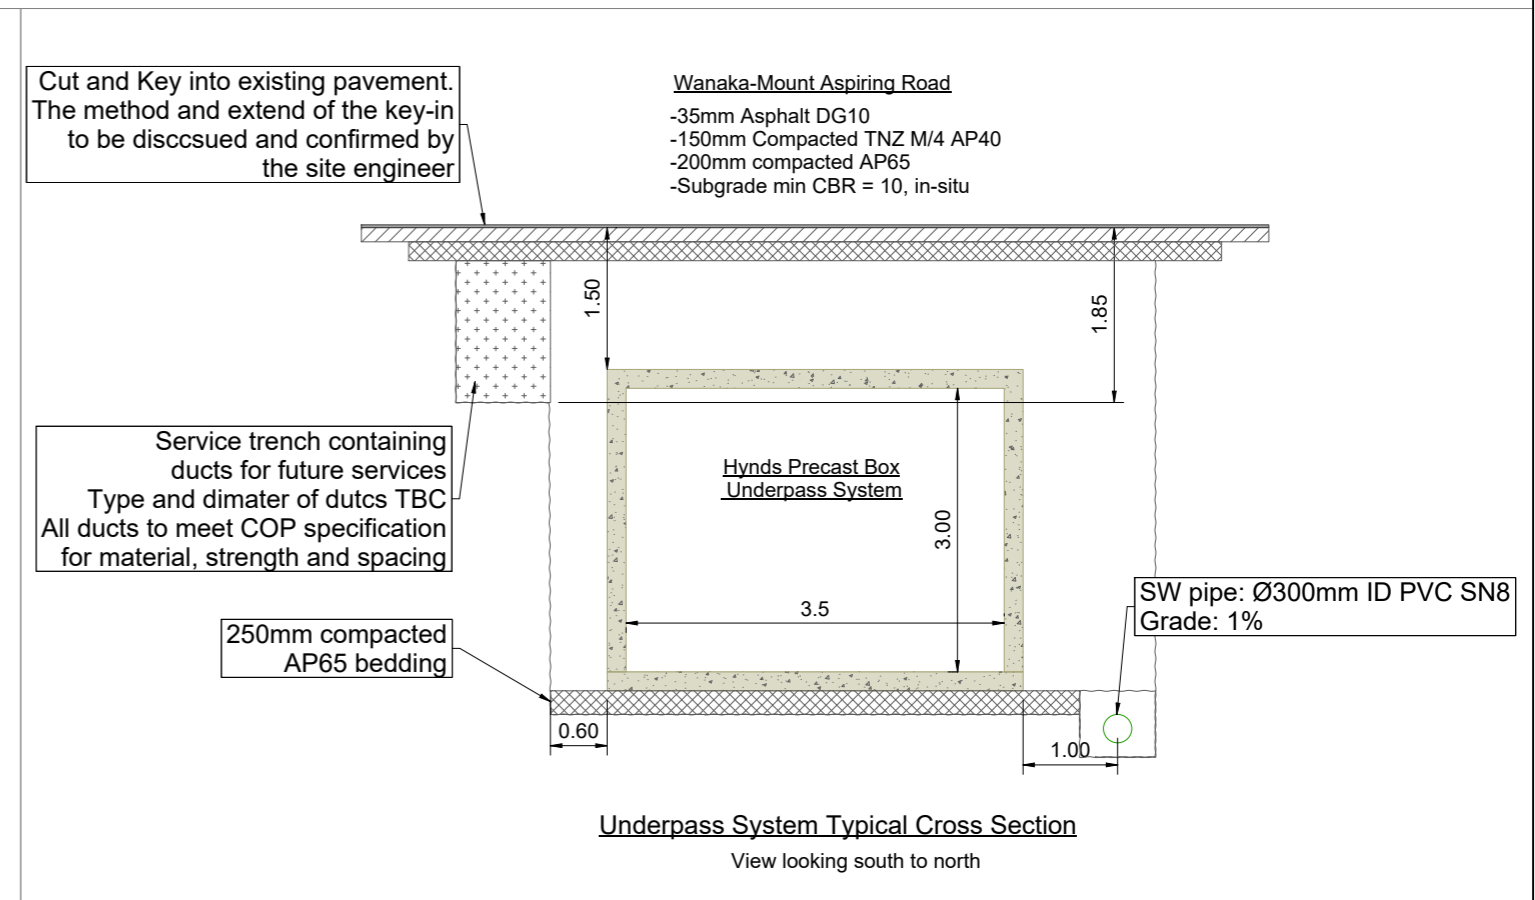 Cut and Key into existing pavement.
The method and extend of the key-in
to be disccsued and confirmed by
the site engineer
Wanaka-Mount Aspiring Road
-35mm Asphalt DG10
-150mm Compacted TNZ M/4 AP40
-200mm compacted AP65
-Subgrade min CBR = 10, in-situ
1.50
1.85
Service trench containing
ducts for future services
Type and dimater of dutcs TBC
All ducts to meet COP specification
for material, strength and spacing
Hynds Precast Box
Underpass System
3.00
3.5
SW pipe: Ø300mm ID PVC SN8
Grade: 1%
250mm compacted
AP65 bedding
0.60
1.00
Underpass System Typical Cross Section
View looking south to north